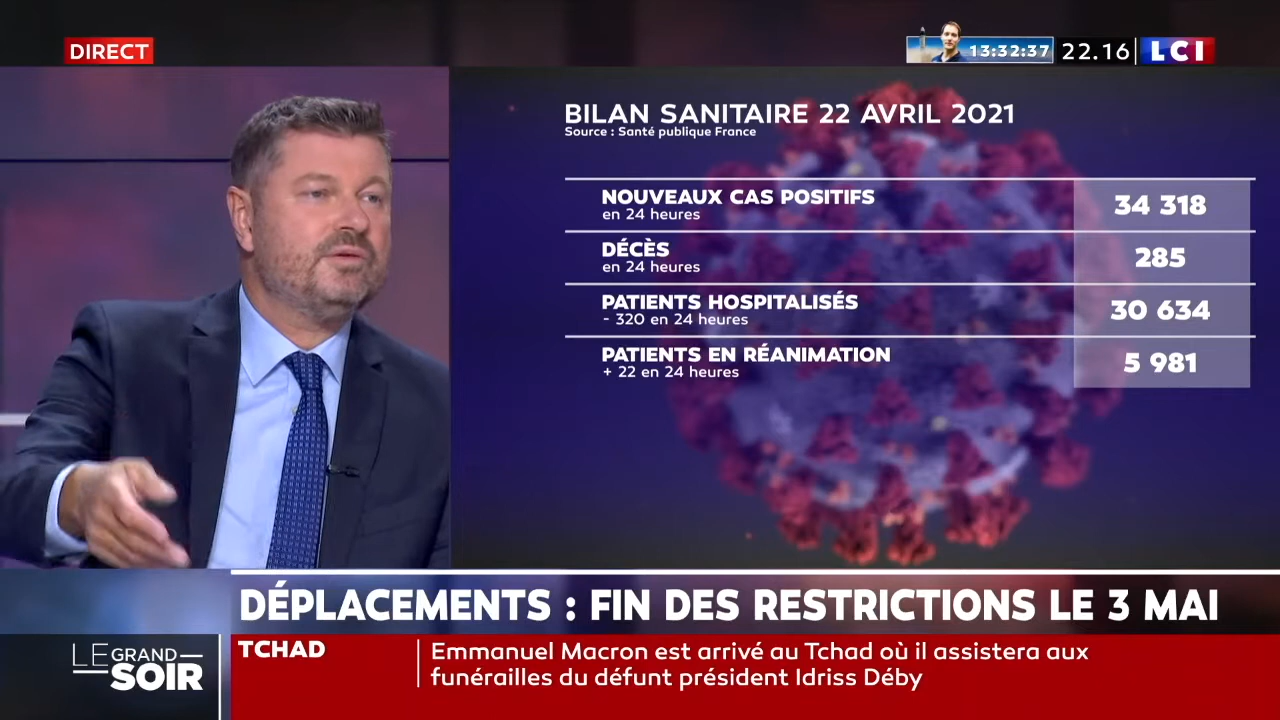 DIRECT
13:32:37
22.16
LCI
BILAN SANITAIRE 22 AVRIL 2021
Source : Santé publique France
NOUVEAUX CAS POSITIFS
en 24 heures
34 318
DÉCÈS
en 24 heures
285
PATIENTS HOSPITALISÉS
- 320 en 24 heures
30 634
PATIENTS EN RÉANIMATION
+ 22 en 24 heures
5 981
DÉPLACEMENTS : FIN DES RESTRICTIONS LE 3 MAI
LE GRAND
SOIR
TCHAD
Emmanuel Macron est arrivé au Tchad où il assistera aux
funérailles du défunt président Idriss Déby